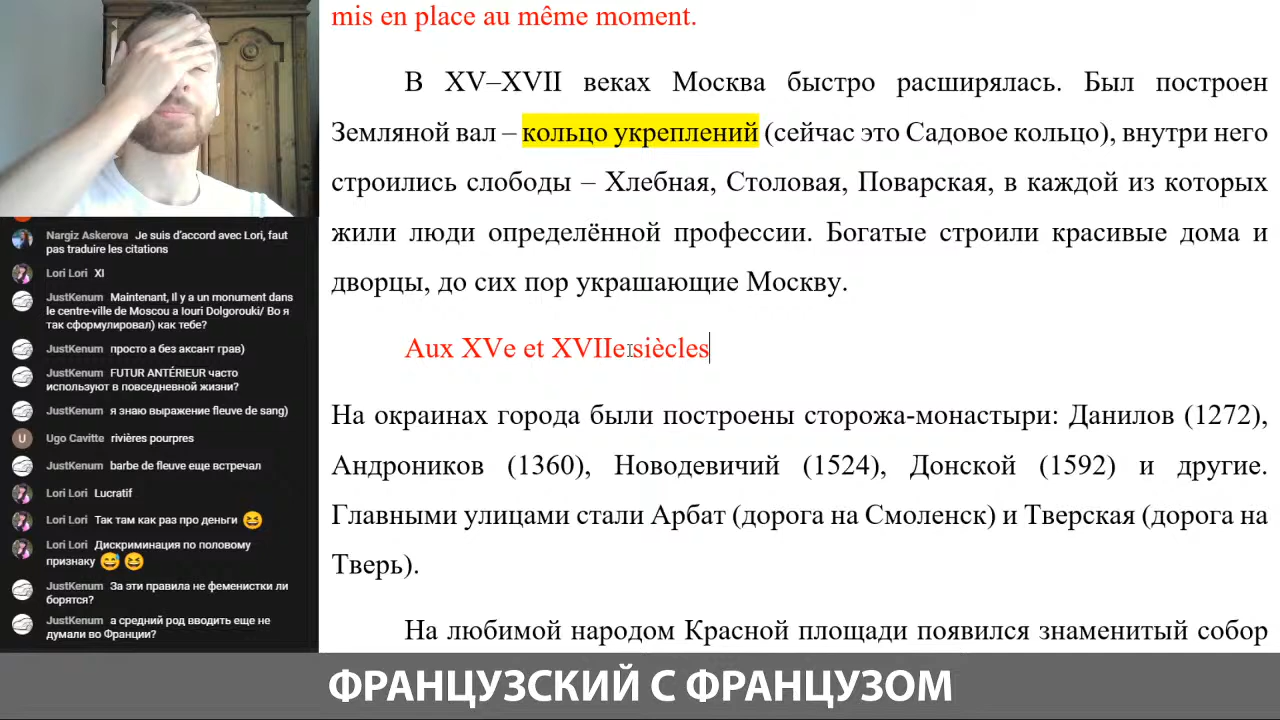 mis en place au même moment.
В XV–XVII веках Москва быстро расширялась. Был построен
Земляной вал – кольцо укреплений (сейчас это Садовое кольцо), внутри него
строились слободы – Хлебная, Столовая, Поварская, в каждой из которых
жили люди определённой профессии. Богатые строили красивые дома и
дворцы, до сих пор украшающие Москву.
Aux XVe et XVIIe siècles
На окраинах города были построены сторожа-монастыри: Данилов (1272),
Андроников (1360), Новодевичий (1524), Донской (1592) и другие.
Главными улицами стали Арбат (дорога на Смоленск) и Тверская (дорога на
Тверь).
На любимой народом Красной площади появился знаменитый собор
Nargiz Askerova Je suis d'accord avec Lori, faut
pas traduire les citations
Lori Lori XI
JustKenum Maintenant, Il y a un monument dans
le centre-ville de Moscou a Iouri Dolgorouki/ Во я
так сформулировал) как тебе?
JustKenum просто а без аксант грав)
JustKenum FUTUR ANTÉRIEUR часто
используют в повседневной жизни?
JustKenum я знаю выражение fleuve de sang)
U Ugo Cavitte rivières pourpres
JustKenum barbe de fleuve еще встречал
Lori Lori Lucratif
Lori Lori Так там как раз про деньги
Lori Lori Дискриминация по половому
признаку
JustKenum За эти правила не феменистки ли
борятся?
JustKenum а средний род вводить еще не
думали во Франции?
ФРАНЦУЗСКИЙ С ФРАНЦУЗОМ